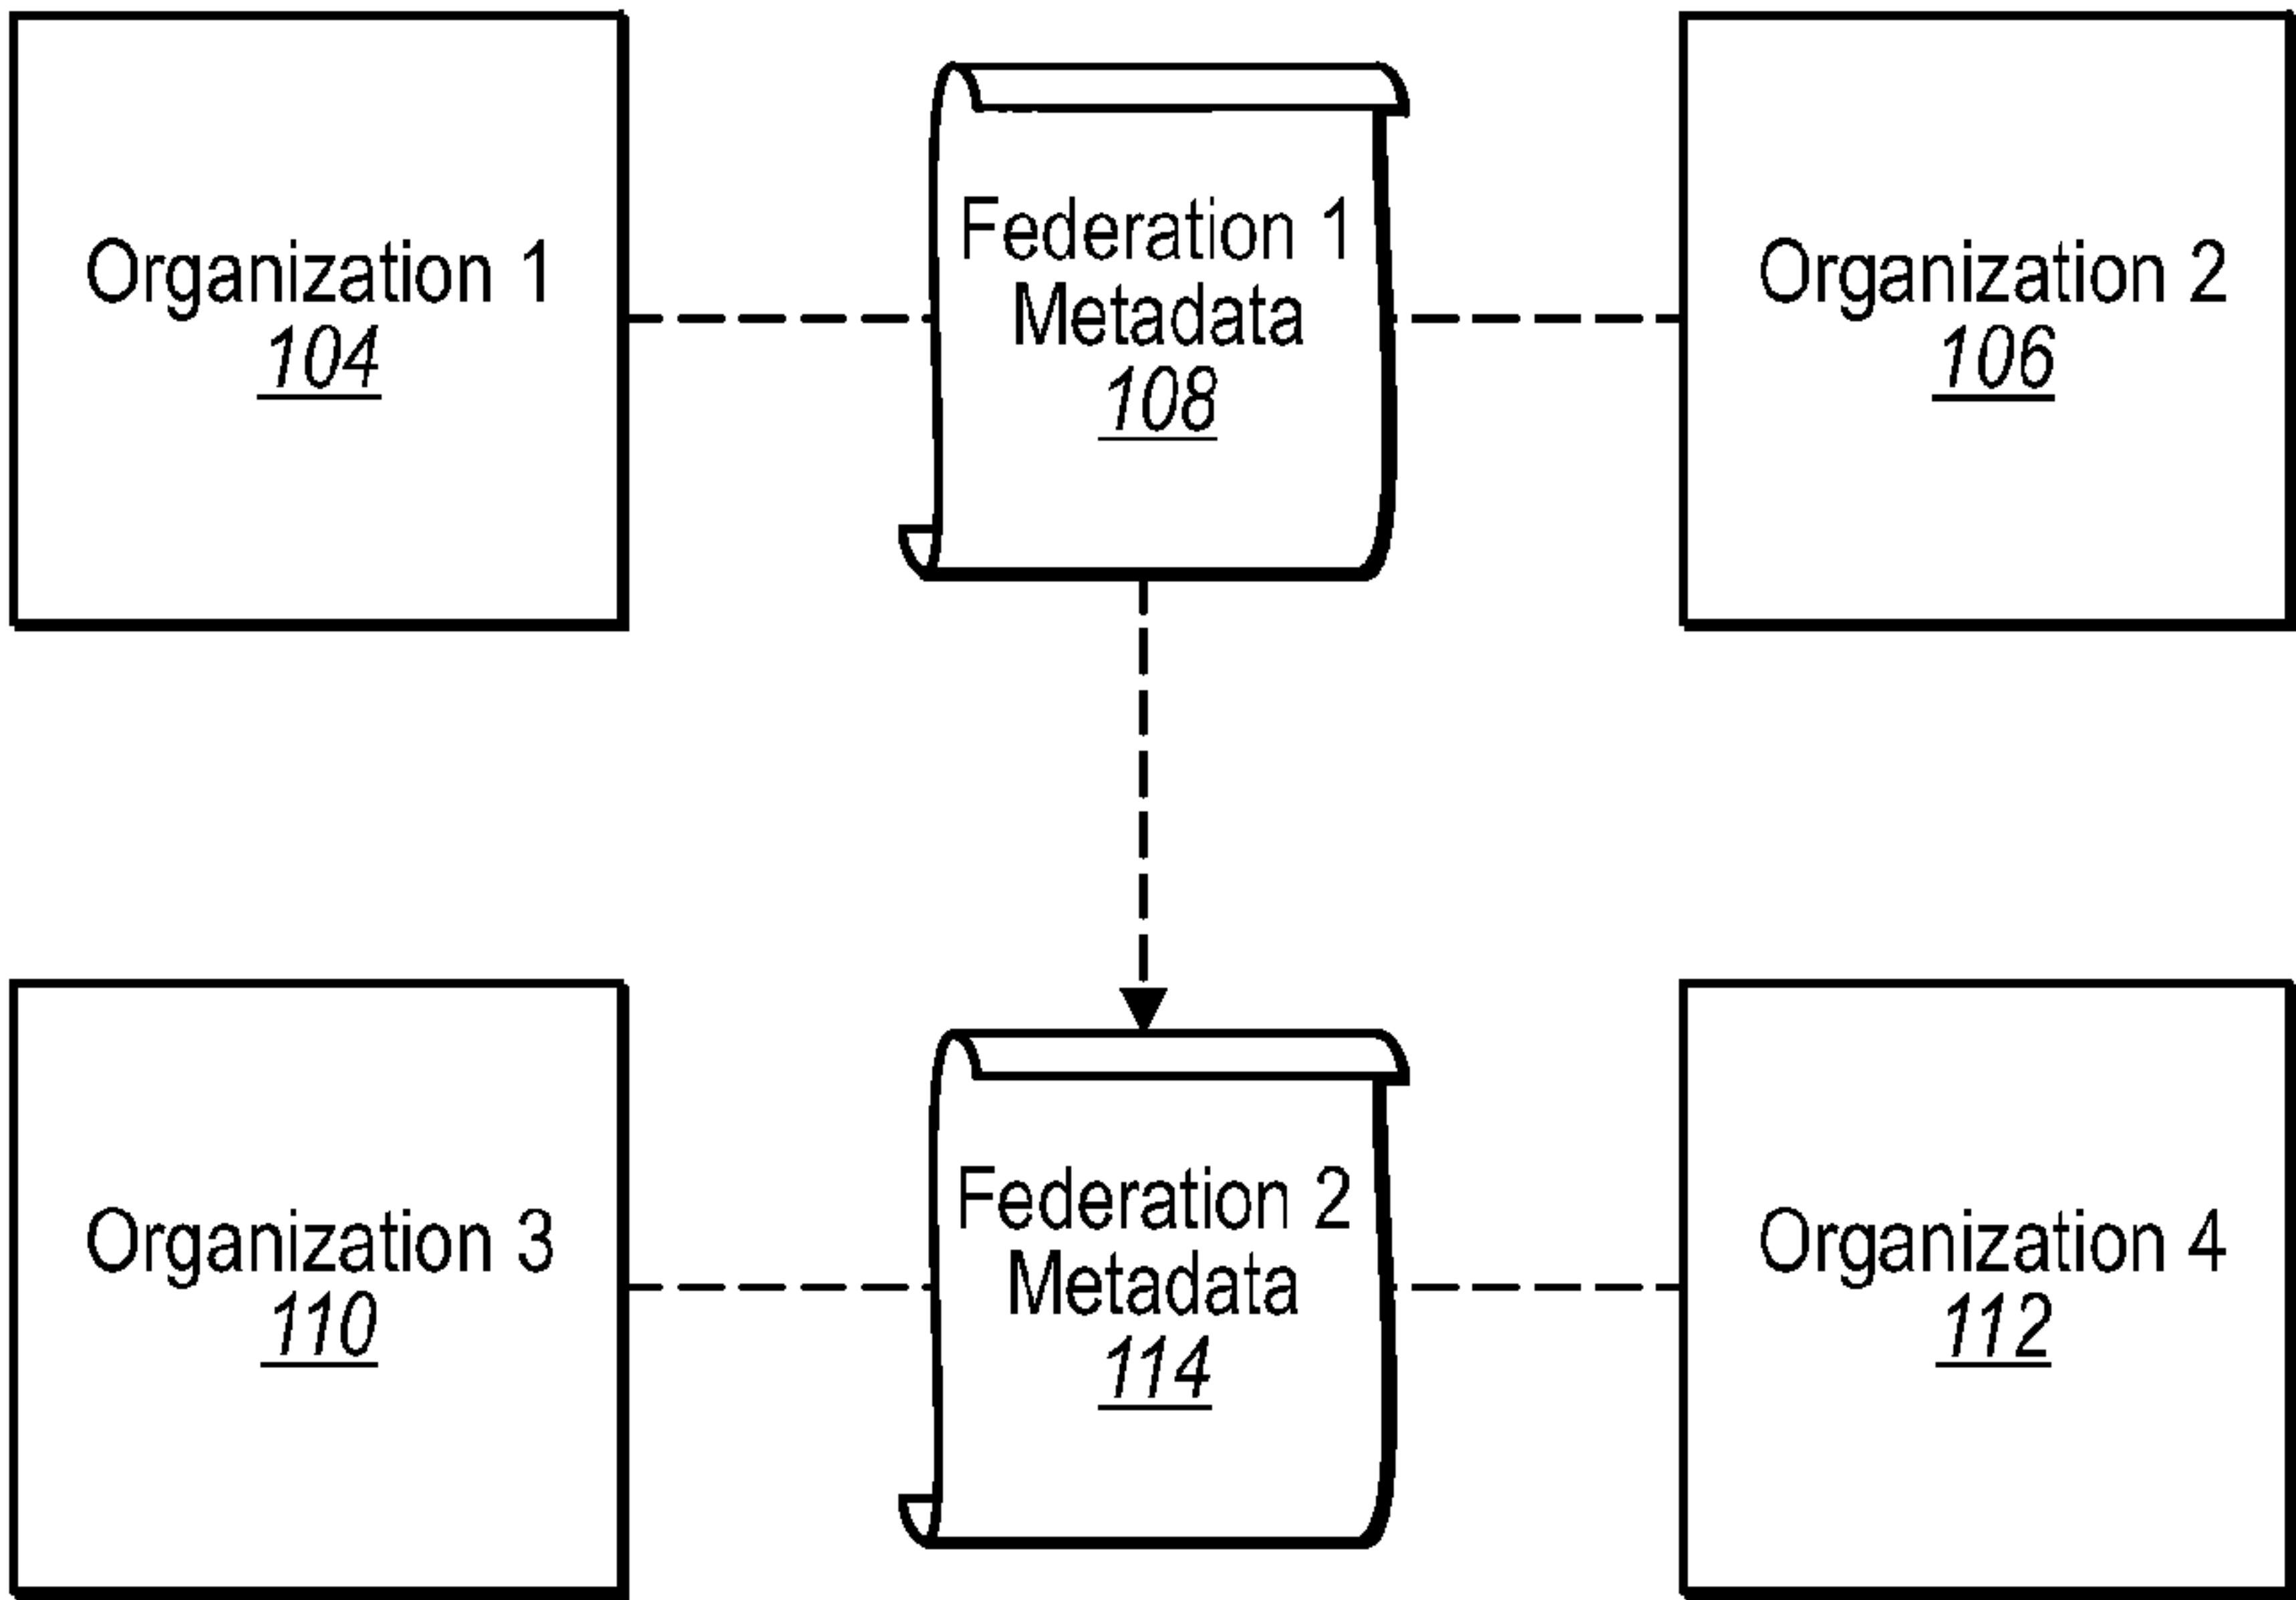 Organization 1
104
Federation 1
Metadata
108
Organization 2
106
Organization 3
110
Federation 2
Metadata
114
Organization 4
112